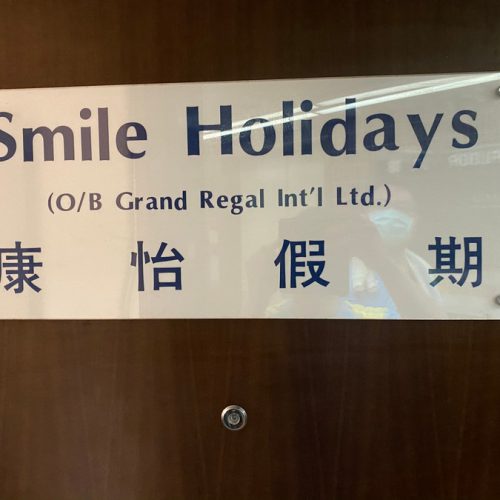 Smile Holidays
(O/B Grand Regal Int'l Ltd.)
康怡假期